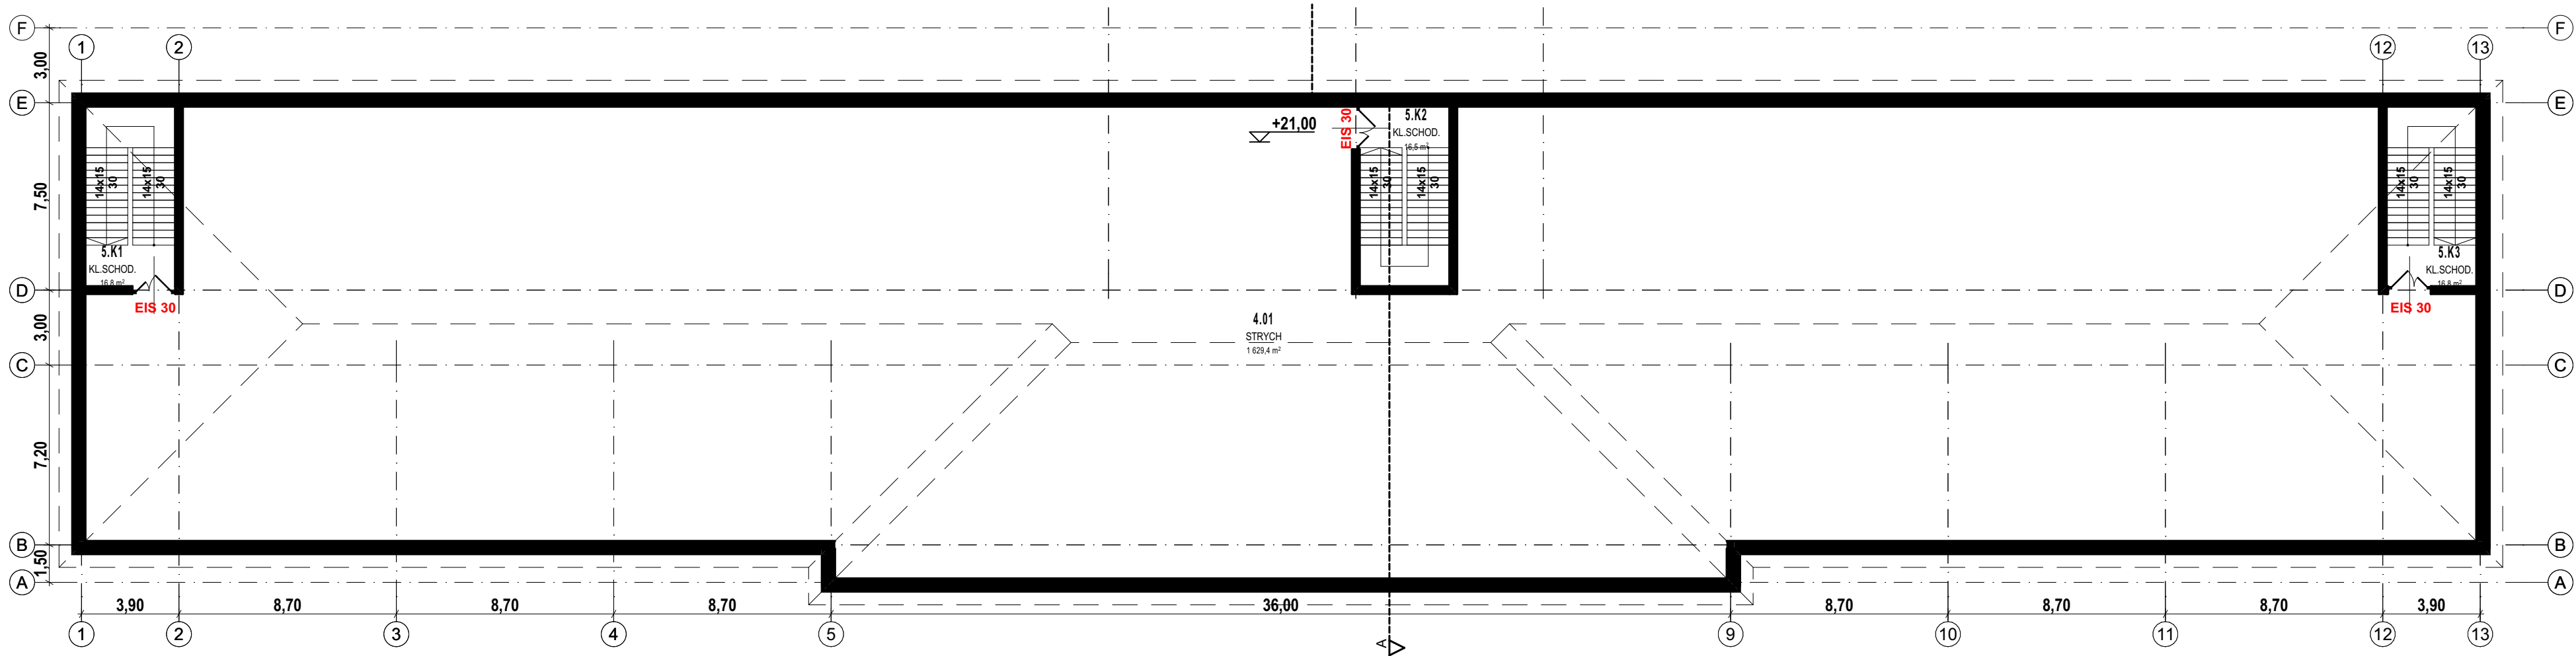 F
F
1
2
12
13
3,00
E
E
5.K2
KL.SCHOD.
16,5 m²
EIS 30
+21,00
14x15
30
14x15
30
14x15
30
14x15
30
14x15
30
14x15
30
7,50
5.K1
KL.SCHOD.
16,8 m²
EIS 30
5.K3
KL.SCHOD.
16,8 m²
EIS 30
D
D
3,00
4.01
STRYCH
1 629,4 m²
C
C
7,20
B
B
1,50
A
A
3,90
8,70
8,70
8,70
36,00
8,70
8,70
8,70
3,90
1
2
3
4
5
9
10
11
12
13
A